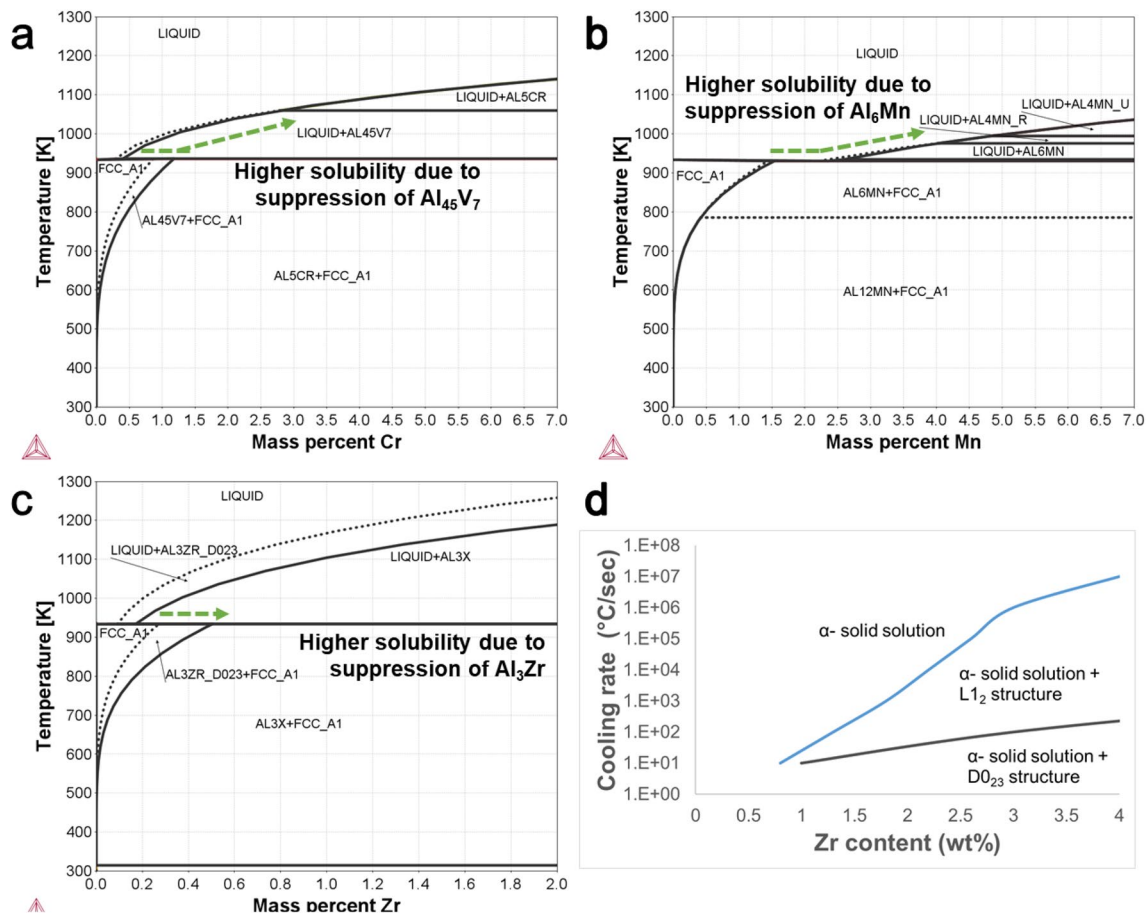 a
LIQUID
1300
1200
1100
1000
900
800
700
600
500
400
300
Temperature [K]
LIQUID+AL5CR
LIQUID+AL45V7
FCC_A1
Higher solubility due to
suppression of Al₄₅V₇
AL45V7+FCC_A1
AL5CR+FCC_A1
0.0 0.5 1.0 1.5 2.0 2.5 3.0 3.5 4.0 4.5 5.0 5.5 6.0 6.5 7.0
Mass percent Cr
b
LIQUID
1300
1200
1100
1000
900
800
700
600
500
400
300
Temperature [K]
Higher solubility due to
suppression of Al₆Mn
LIQUID+AL4MN_U
LIQUID+AL4MN_R
LIQUID+AL6MN
FCC_A1
AL6MN+FCC_A1
AL12MN+FCC_A1
0.0 0.5 1.0 1.5 2.0 2.5 3.0 3.5 4.0 4.5 5.0 5.5 6.0 6.5 7.0
Mass percent Mn
c
LIQUID
1300
1200
1100
1000
900
800
700
600
500
400
300
Temperature [K]
LIQUID+AL3ZR_D023
LIQUID+AL3X
FCC_A1
Higher solubility due to
suppression of Al₃Zr
AL3ZR_D023+FCC_A1
AL3X+FCC_A1
0.0 0.2 0.4 0.6 0.8 1.0 1.2 1.4 1.6 1.8 2.0
Mass percent Zr
d
1.E+08
1.E+07
1.E+06
1.E+05
1.E+04
1.E+03
1.E+02
1.E+01
1.E+00
Cooling rate (°C/sec)
α- solid solution
α- solid solution +
L1₂ structure
α- solid solution +
D0₂₃ structure
0 0.5 1 1.5 2 2.5 3 3.5 4
Zr content (wt%)